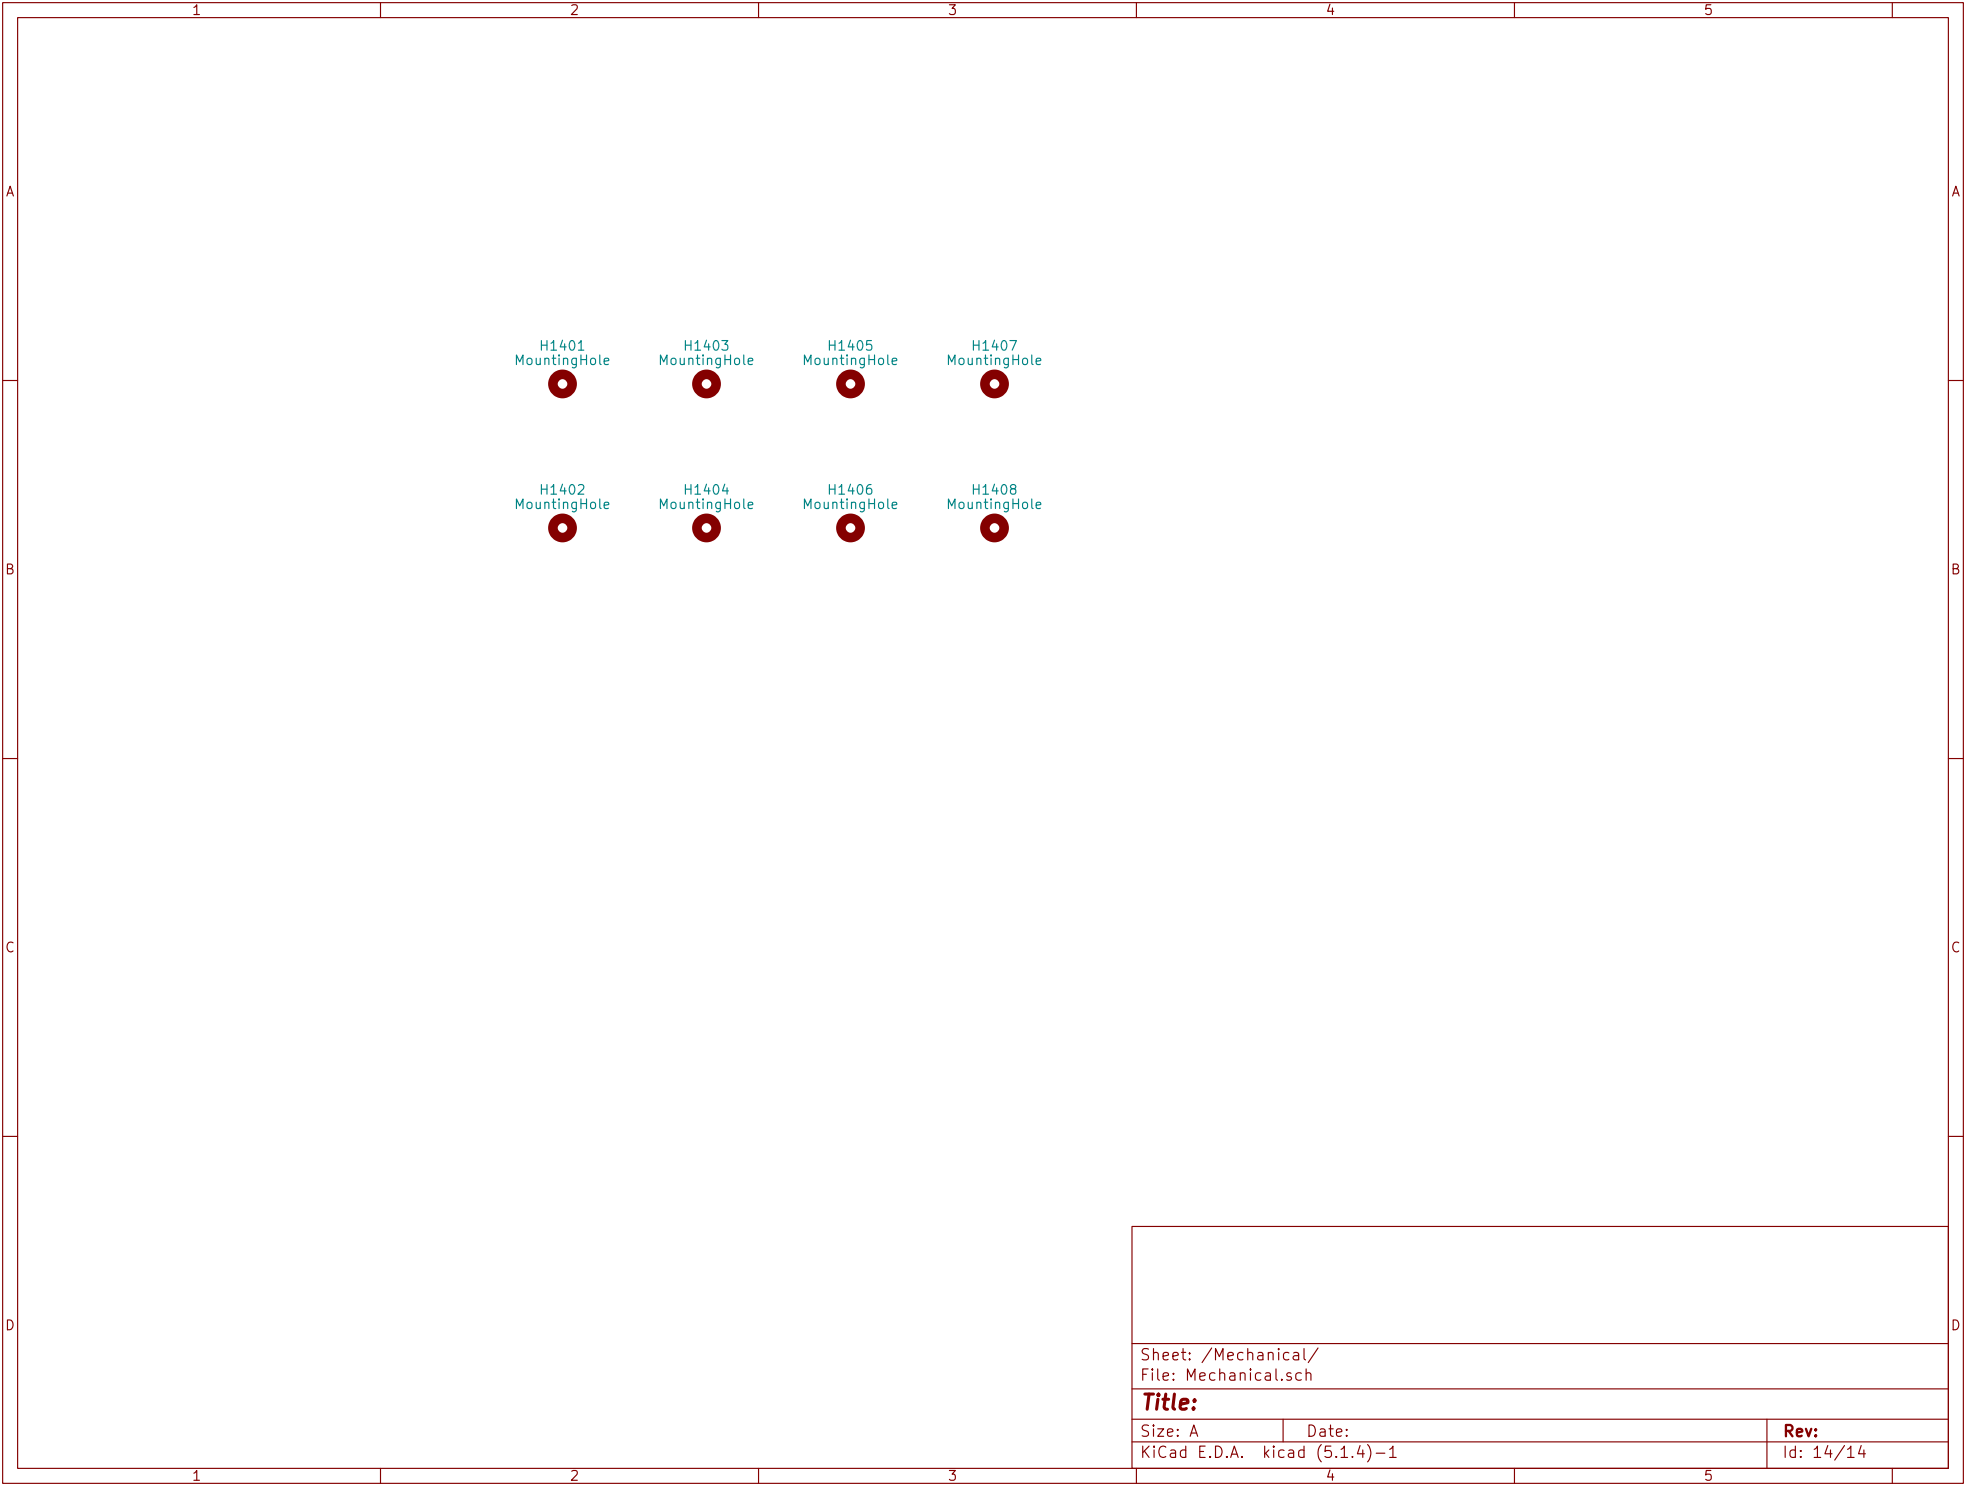 1 2 3 4 5
A A
H1401 H1403 H1405 H1407
MountingHole MountingHole MountingHole MountingHole
H1402 H1404 H1406 H1408
MountingHole MountingHole MountingHole MountingHole
B B
C C
D D
Sheet: /Mechanical/
File: Mechanical.sch
Title:
Size: A Date: Rev:
KiCad E.D.A. kicad (5.1.4)-1 Id: 14/14
1 2 3 4 5